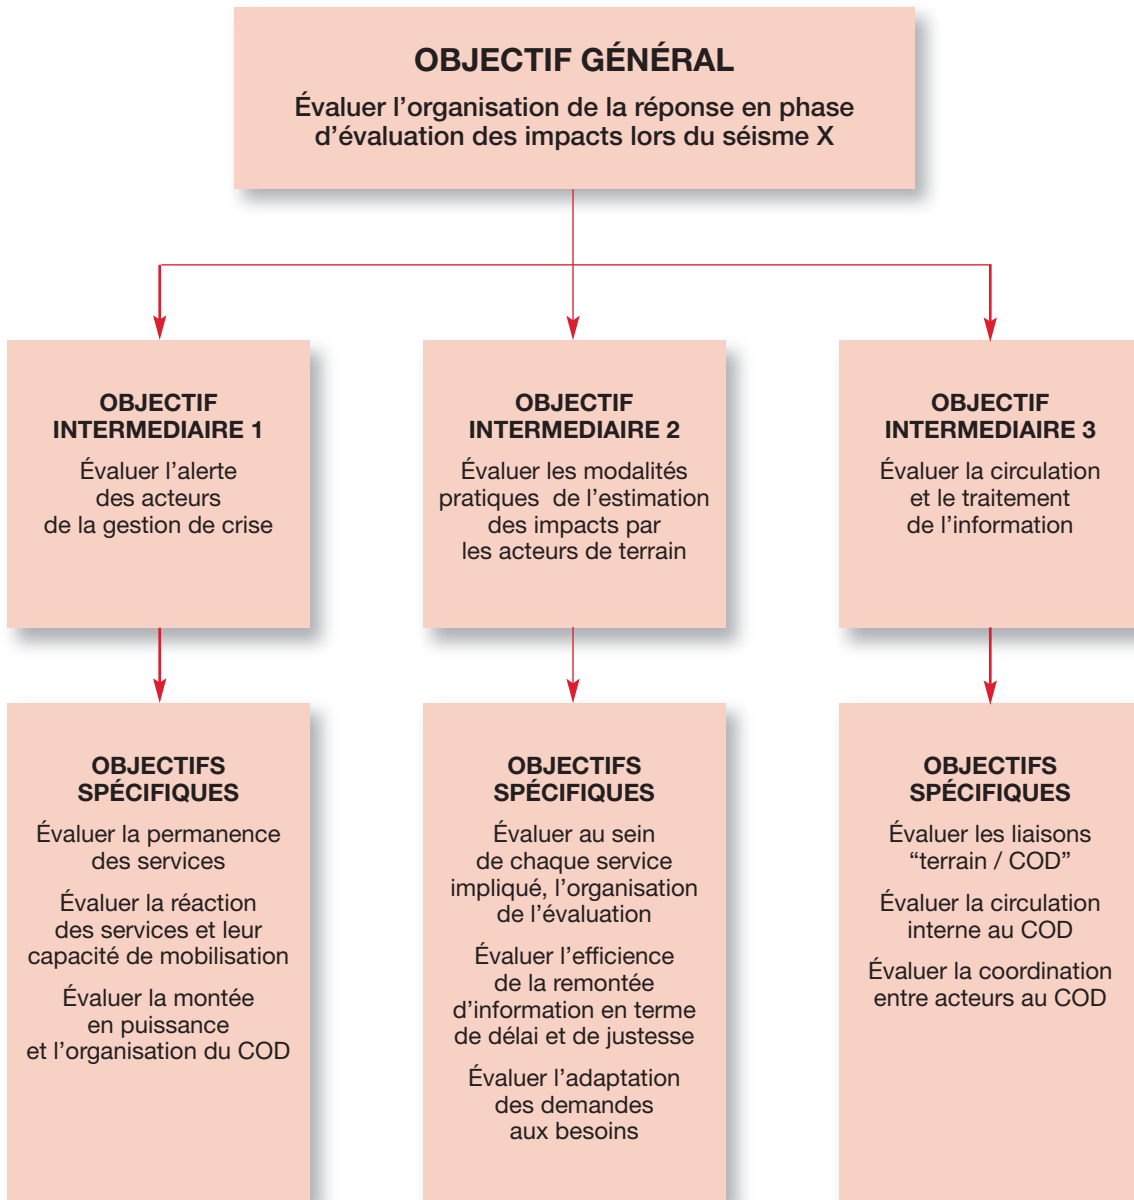 OBJECTIF GÉNÉRAL
Évaluer l’organisation de la réponse en phase
d’évaluation des impacts lors du séisme X
OBJECTIF
INTERMEDIAIRE 1
Évaluer l’alerte
des acteurs
de la gestion de crise
OBJECTIF
INTERMEDIAIRE 2
Évaluer les modalités
pratiques de l’estimation
des impacts par
les acteurs de terrain
OBJECTIF
INTERMEDIAIRE 3
Évaluer la circulation
et le traitement
de l’information
OBJECTIFS
SPÉCIFIQUES
Évaluer la permanence
des services
Évaluer la réaction
des services et leur
capacité de mobilisation
Évaluer la montée
en puissance
et l’organisation du COD
OBJECTIFS
SPÉCIFIQUES
Évaluer au sein
de chaque service
impliqué, l’organisation
de l’évaluation
Évaluer l’efficience
de la remontée
d’information en terme
de délai et de justesse
Évaluer l’adaptation
des demandes
aux besoins
OBJECTIFS
SPÉCIFIQUES
Évaluer les liaisons
“terrain / COD”
Évaluer la circulation
interne au COD
Évaluer la coordination
entre acteurs au COD